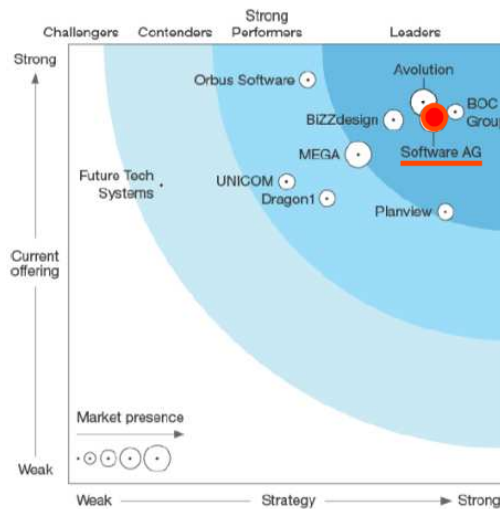 Challengers Contenders Strong Performers Leaders
Strong
Avolution
Orbus Software
BOC Group
BiZZdesign
Software AG
MEGA
Future Tech Systems
UNICOM
Dragon1
Planview
Current offering
Market presence
Weak
Weak Strategy Strong